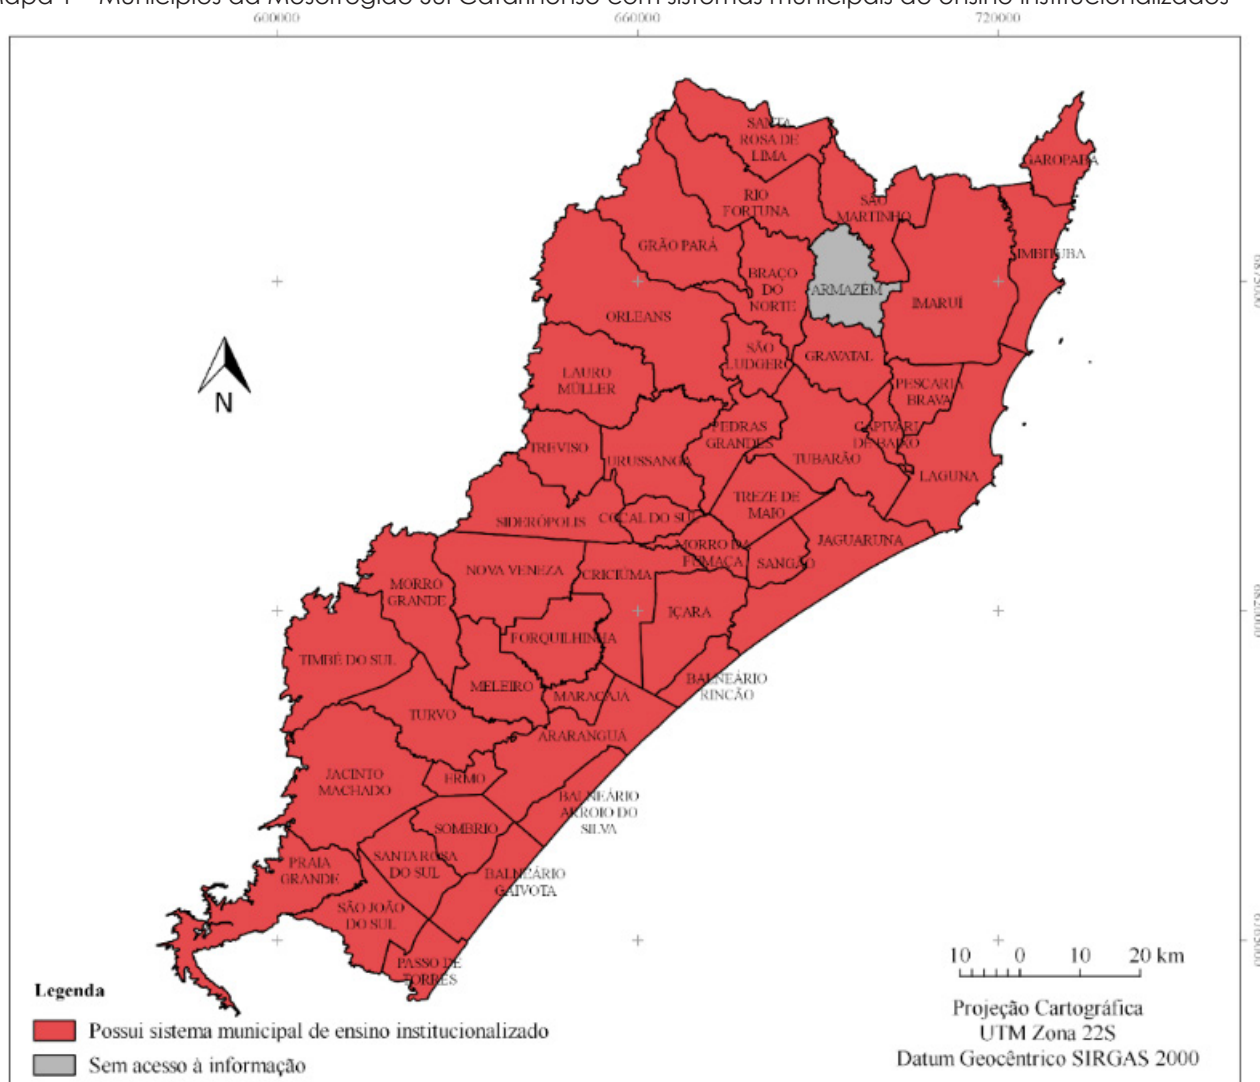 Mapa 1 – Municípios da Mesorregião Sul Catarinense com sistemas municipais de ensino institucionalizados
600000 660000 720000
SANTA
ROSA DE
LIMA
GAROPABA
RIO
FORTUNA
SÃO
MARTINHO
GRÃO PARÁ
IMBITUBA
BRAÇO
DO
NORTE
ARMAZÉM
IMARUÍ
ORLEANS
SÃO
LUDGERO
GRAVATAL
LAURO
MÜLLER
PESCARIA
BRAVA
PEDRAS
GRANDES
CAPIVARI
DE BAIXO
TREVISO
URUSSANGA
TUBARÃO
LAGUNA
TREZE DE
MAIO
SIDERÓPOLIS
COCAL DO SUL
JAGUARUNA
MORRO DA
FUMAÇA
SANGÃO
NOVA VENEZA
CRICIÚMA
MORRO
GRANDE
IÇARA
FORQUILHINHA
TIMBÉ DO SUL
MELEIRO
MARACAJÁ
BALNEÁRIO
RINCÃO
TURVO
ARARANGUÁ
JACINTO
MACHADO
ERMO
BALNEÁRIO
ARROIO DO
SILVA
SOMBRIO
SANTA ROSA
DO SUL
PRAIA
GRANDE
BALNEÁRIO
GAIVOTA
SÃO JOÃO
DO SUL
PASSO DE
TORRES
N
10 0 10 20 km
Projeção Cartográfica
UTM Zona 22S
Datum Geocêntrico SIRGAS 2000
Legenda
Possui sistema municipal de ensino institucionalizado
Sem acesso à informação